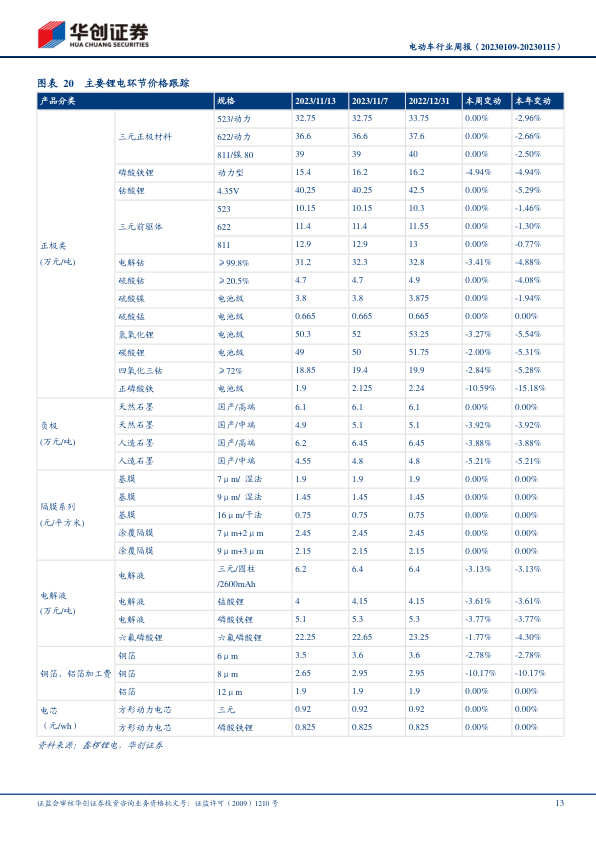 华创证券
HUA CHUANG SECURITIES
电动车行业周报（20230109-20230115）
图表 20 主要锂电环节价格跟踪
产品分类 规格 2023/11/13 2023/11/7 2022/12/31 本周变动 本年变动
正极类
(万元/吨)
三元正极材料
523/动力 32.75 32.75 33.75 0.00% -2.96%
622/动力 36.6 36.6 37.6 0.00% -2.66%
811/镍 80 39 39 40 0.00% -2.50%
磷酸铁锂 动力型 15.4 16.2 16.2 -4.94% -4.94%
钴酸锂 4.35V 40.25 40.25 42.5 0.00% -5.29%
三元前驱体
523 10.15 10.15 10.3 0.00% -1.46%
622 11.4 11.4 11.55 0.00% -1.30%
811 12.9 12.9 13 0.00% -0.77%
电解钴 ≥99.8% 31.2 32.3 32.8 -3.41% -4.88%
硫酸钴 ≥20.5% 4.7 4.7 4.9 0.00% -4.08%
硫酸镍 电池级 3.8 3.8 3.875 0.00% -1.94%
硫酸锰 电池级 0.665 0.665 0.665 0.00% 0.00%
氢氧化锂 电池级 50.3 52 53.25 -3.27% -5.54%
碳酸锂 电池级 49 50 51.75 -2.00% -5.31%
四氧化三钴 ≥72% 18.85 19.4 19.9 -2.84% -5.28%
正磷酸铁 电池级 1.9 2.125 2.24 -10.59% -15.18%
负极
(万元/吨)
天然石墨 国产/高端 6.1 6.1 6.1 0.00% 0.00%
天然石墨 国产/中端 4.9 5.1 5.1 -3.92% -3.92%
人造石墨 国产/高端 6.2 6.45 6.45 -3.88% -3.88%
人造石墨 国产/中端 4.55 4.8 4.8 -5.21% -5.21%
隔膜系列
(元/平方米)
基膜 7μm/ 湿法 1.9 1.9 1.9 0.00% 0.00%
基膜 9μm/ 湿法 1.45 1.45 1.45 0.00% 0.00%
基膜 16μm/干法 0.75 0.75 0.75 0.00% 0.00%
涂覆隔膜 7μm+2μm 2.45 2.45 2.45 0.00% 0.00%
涂覆隔膜 9μm+3μm 2.15 2.15 2.15 0.00% 0.00%
电解液
(万元/吨)
电解液 三元/圆柱 6.2 6.4 6.4 -3.13% -3.13%
/2600mAh
电解液 锰酸锂 4 4.15 4.15 -3.61% -3.61%
电解液 磷酸铁锂 5.1 5.3 5.3 -3.77% -3.77%
六氟磷酸锂 六氟磷酸锂 22.25 22.65 23.25 -1.77% -4.30%
铜箔、铝箔加工费
铜箔 6μm 3.5 3.6 3.6 -2.78% -2.78%
铜箔 8μm 2.65 2.95 2.95 -10.17% -10.17%
铝箔 12μm 1.9 1.9 1.9 0.00% 0.00%
电芯
（元/wh）
方形动力电芯 三元 0.92 0.92 0.92 0.00% 0.00%
方形动力电芯 磷酸铁锂 0.825 0.825 0.825 0.00% 0.00%
资料来源：鑫椤锂电，华创证券
证监会审核华创证券投资咨询业务资格批文号：证监许可（2009）1210 号 13